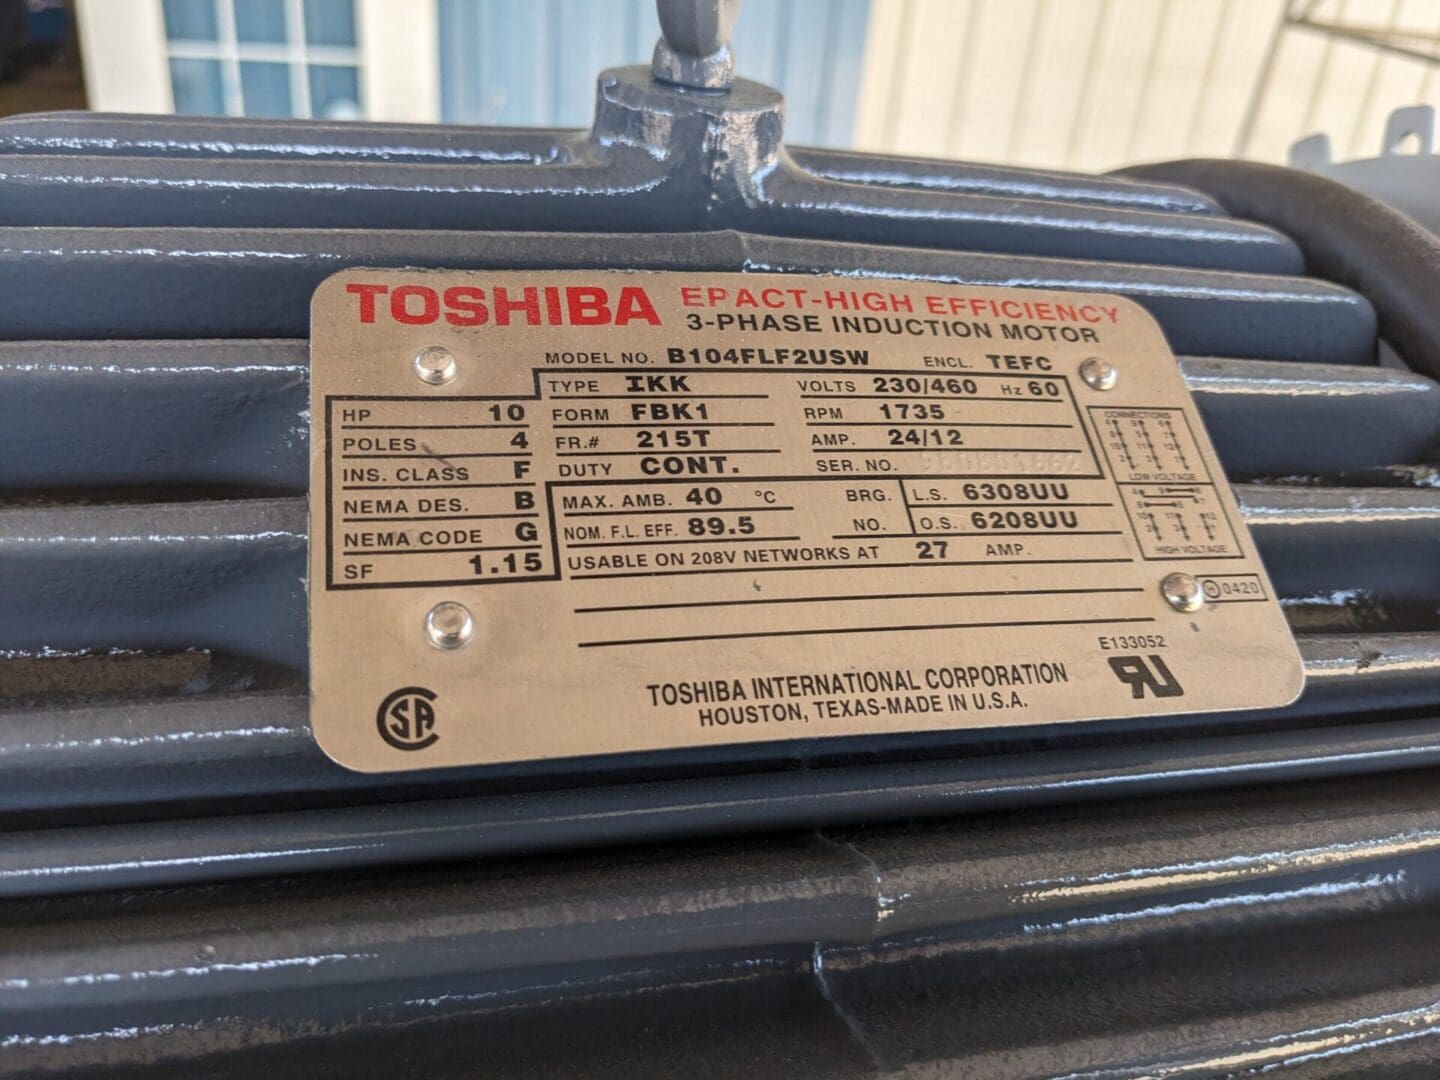 TOSHIBA EPACT-HIGH EFFICIENCY
3-PHASE INDUCTION MOTOR
MODEL NO. B104FLF2USW ENCL. TEFC
TYPE IKK VOLTS 230/460 Hz 60
HP 10 FORM FBK1 RPM 1735
POLES 4 FR.# 215T AMP. 24/12
INS. CLASS F DUTY CONT. SER. NO.
NEMA DES. B MAX. AMB. 40 °C BRG. L.S. 6308UU
NEMA CODE G NOM. F.L. EFF. 89.5 NO. O.S. 6208UU
SF 1.15 USABLE ON 208V NETWORKS AT 27 AMP.
CONNECTIONS
LOW VOLTAGE
HIGH VOLTAGE
H 0420
E133052
RU
TOSHIBA INTERNATIONAL CORPORATION
HOUSTON, TEXAS-MADE IN U.S.A.
CSA